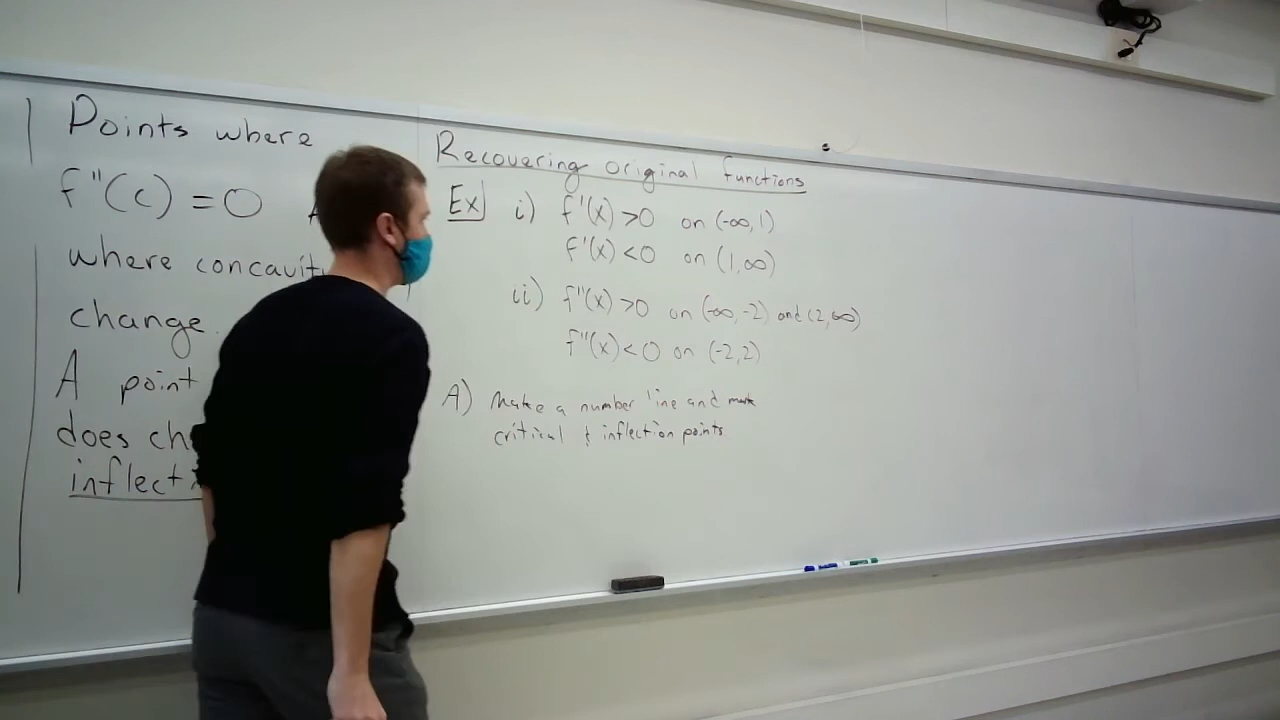 Points where
f"(c) = 0
where concavit
change.
A point
does ch
inflecti
Recovering original functions
Ex i) f'(x) >0 on (-∞, 1)
f'(x) <0 on (1, ∞)
ii) f"(x) >0 on (-∞, -2) and (2, ∞)
f"(x) < 0 on (-2, 2)
A) Make a number line and mark
critical & inflection points.